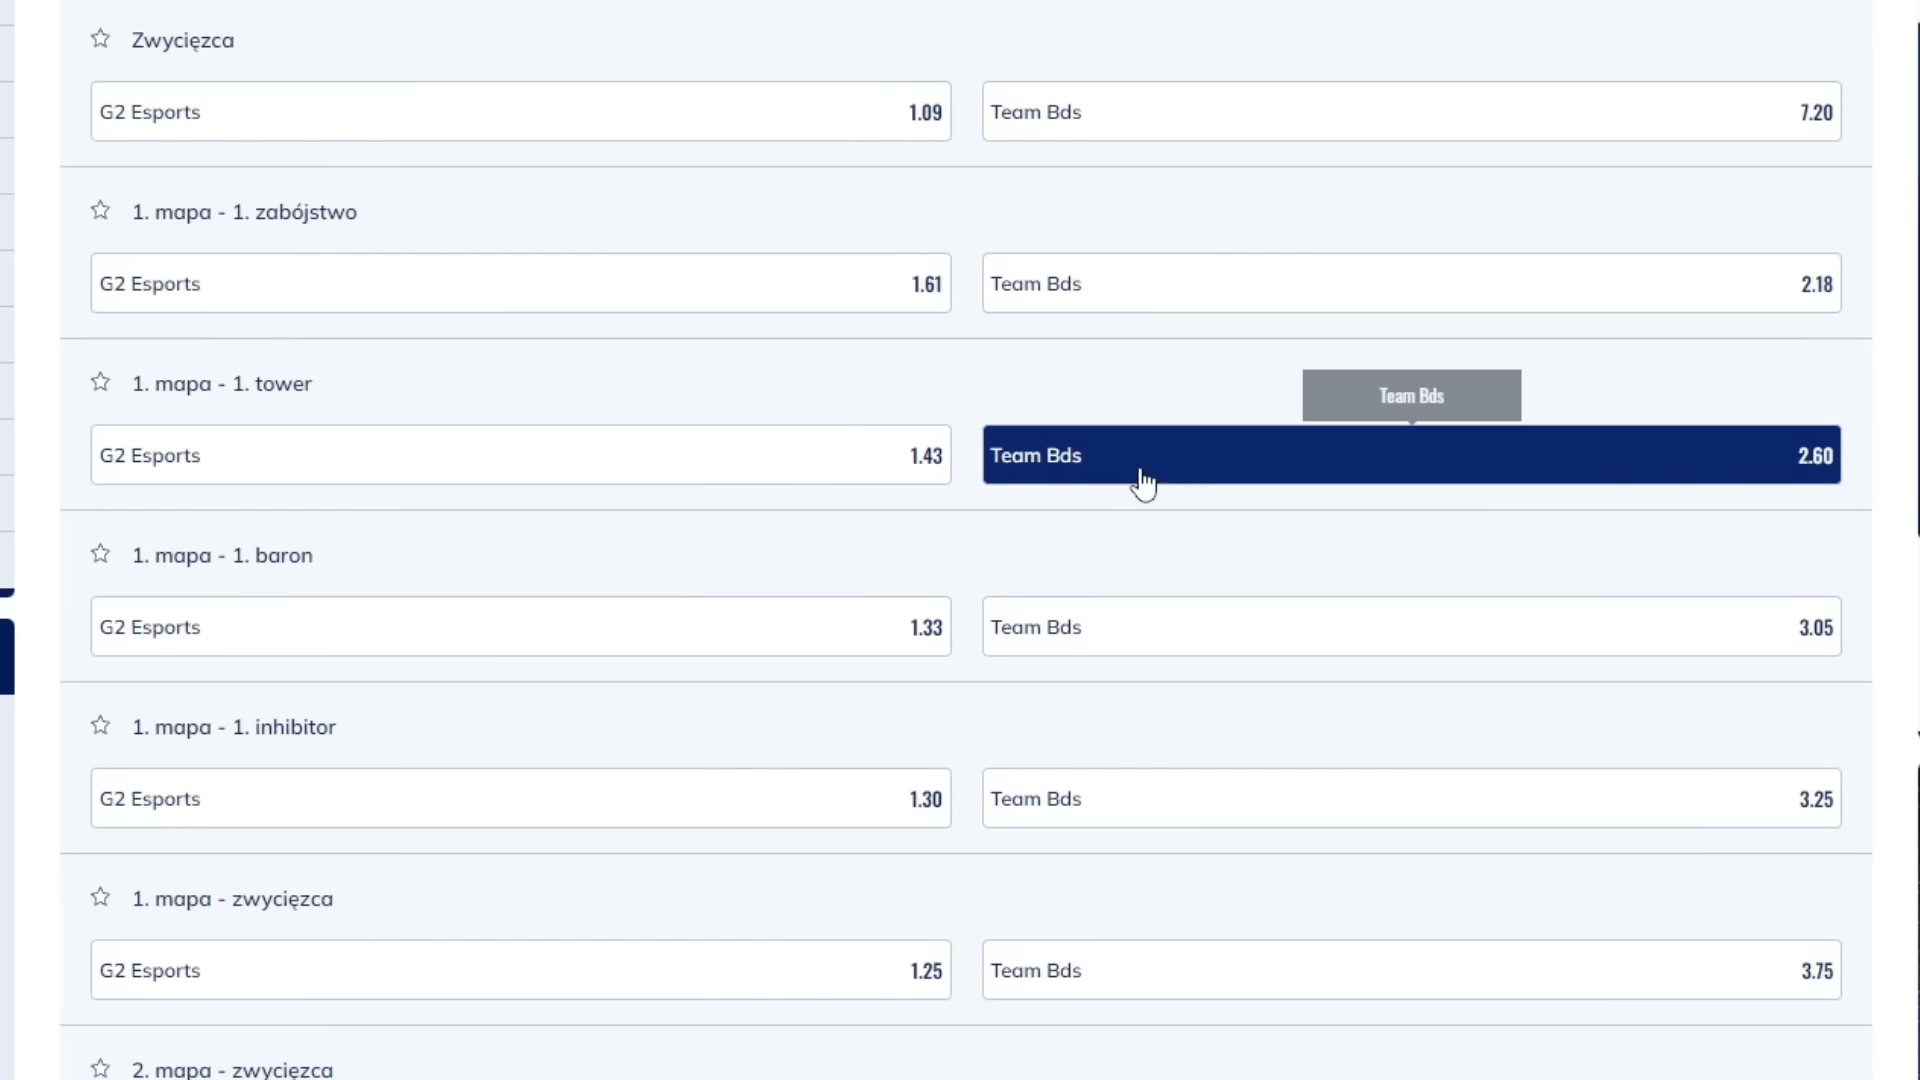 Zwycięzca
G2 Esports 1.09 Team Bds 7.20
1. mapa - 1. zabójstwo
G2 Esports 1.61 Team Bds 2.18
1. mapa - 1. tower
Team Bds
G2 Esports 1.43 Team Bds 2.60
1. mapa - 1. baron
G2 Esports 1.33 Team Bds 3.05
1. mapa - 1. inhibitor
G2 Esports 1.30 Team Bds 3.25
1. mapa - zwycięzca
G2 Esports 1.25 Team Bds 3.75
2. mapa - zwycięzca